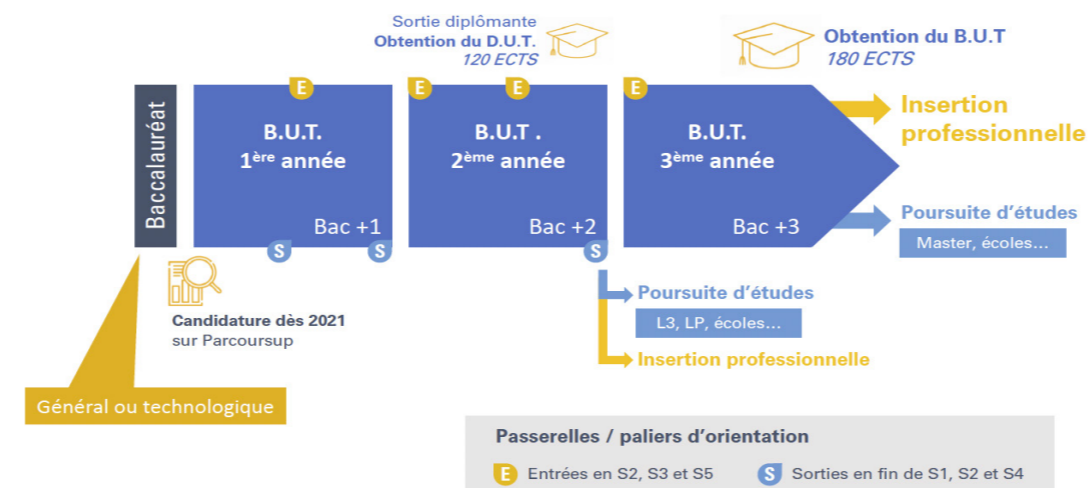 Sortie diplômante
Obtention du D.U.T.
120 ECTS
Obtention du B.U.T
180 ECTS
E
E
E
E
Baccalauréat
B.U.T.
1ère année
Bac +1
B.U.T .
2ème année
Bac +2
B.U.T.
3ème année
Bac +3
Insertion
professionnelle
Poursuite d'études
Master, écoles...
S
S
S
Candidature dès 2021
sur Parcoursup
Poursuite d'études
L3, LP, écoles...
Insertion professionnelle
Général ou technologique
Passerelles / paliers d'orientation
E Entrées en S2, S3 et S5
S Sorties en fin de S1, S2 et S4